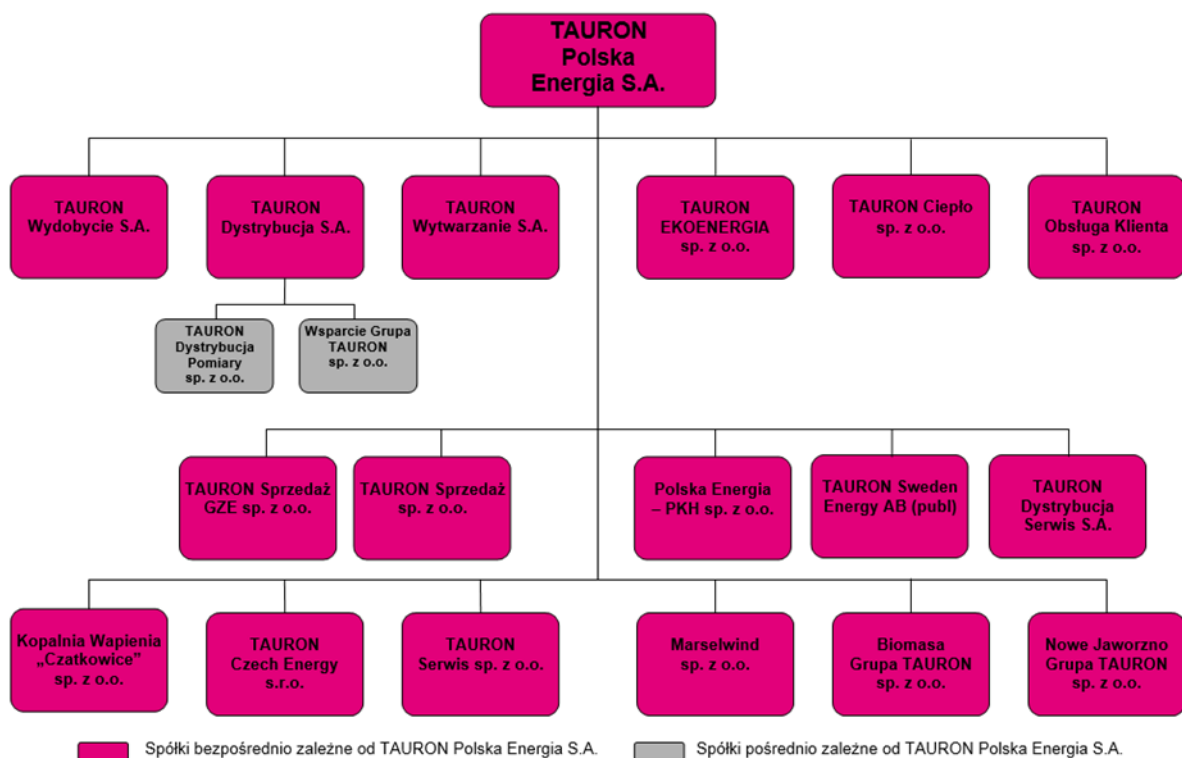 TAURON
Polska
Energia S.A.
TAURON
Wydobycie S.A.
TAURON
Dystrybucja S.A.
TAURON
Wytwarzanie S.A.
TAURON
EKOENERGIA
sp. z o.o.
TAURON Ciepło
sp. z o.o.
TAURON
Obsługa Klienta
sp. z o.o.
TAURON
Dystrybucja
Pomiary
sp. z o.o.
Wsparcie Grupa
TAURON
sp. z o.o.
TAURON Sprzedaż
GZE sp. z o.o.
TAURON Sprzedaż
sp. z o.o.
Polska Energia
– PKH sp. z o.o.
TAURON Sweden
Energy AB (publ)
TAURON
Dystrybucja
Serwis S.A.
Kopalnia Wapienia
„Czatkowice”
sp. z o.o.
TAURON
Czech Energy
s.r.o.
TAURON
Serwis sp. z o.o.
Marselwind
sp. z o.o.
Biomasa
Grupa TAURON
sp. z o.o.
Nowe Jaworzno
Grupa TAURON
sp. z o.o.
Spółki bezpośrednio zależne od TAURON Polska Energia S.A.
Spółki pośrednio zależne od TAURON Polska Energia S.A.